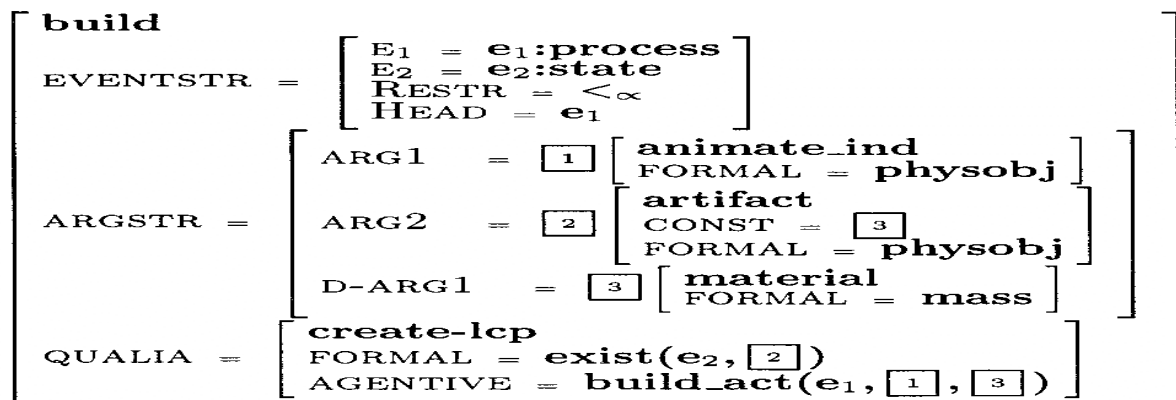 build
EVENTSTR = E1 = e1:process
E2 = e2:state
RESTR = <∝
HEAD = e1
ARGSTR = ARG1 = 1 animate_ind
FORMAL = physobj
ARG2 = 2 artifact
CONST = 3
FORMAL = physobj
D-ARG1 = 3 material
FORMAL = mass
QUALIA = create-lcp
FORMAL = exist(e2, 2)
AGENTIVE = build_act(e1, 1, 3)